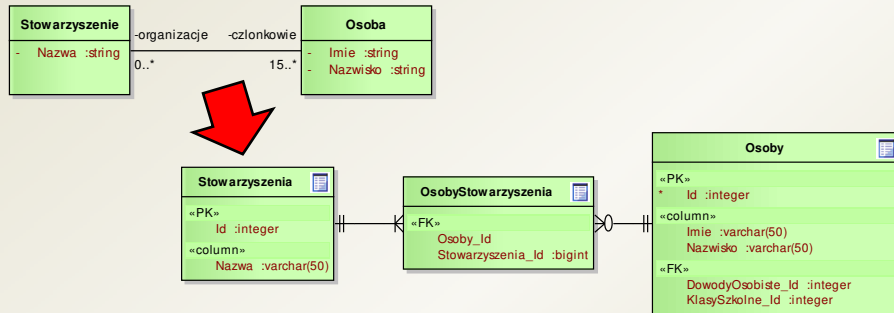 Stowarzyszenie
- Nazwa :string
-organizacje
0..*
-czlonkowie
15..*
Osoba
- Imie :string
- Nazwisko :string
Stowarzyszenia
«PK»
Id :integer
«column»
Nazwa :varchar(50)
OsobyStowarzyszenia
«FK»
Osoby_Id
Stowarzyszenia_Id :bigint
Osoby
«PK»
* Id :integer
«column»
Imie :varchar(50)
Nazwisko :varchar(50)
«FK»
DowodyOsobiste_Id :integer
KlasySzkolne_Id :integer